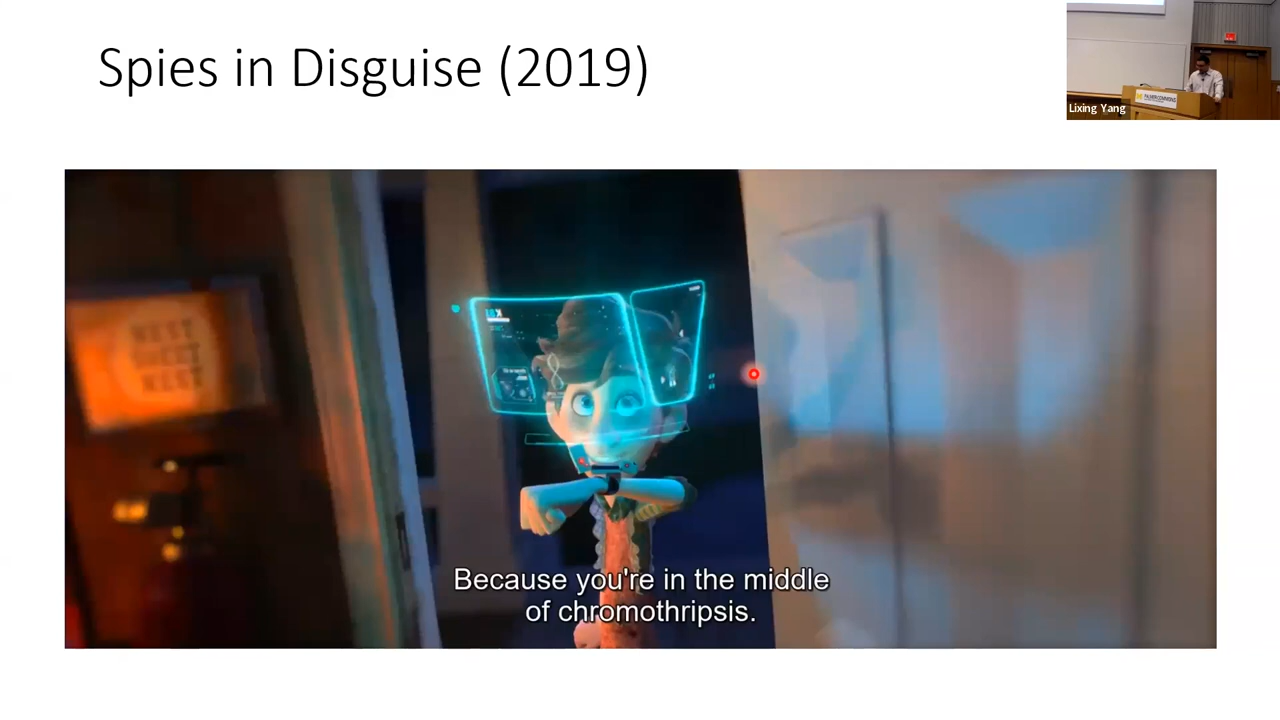 Spies in Disguise (2019)
Lixing Yang
Because you're in the middle
of chromothripsis.